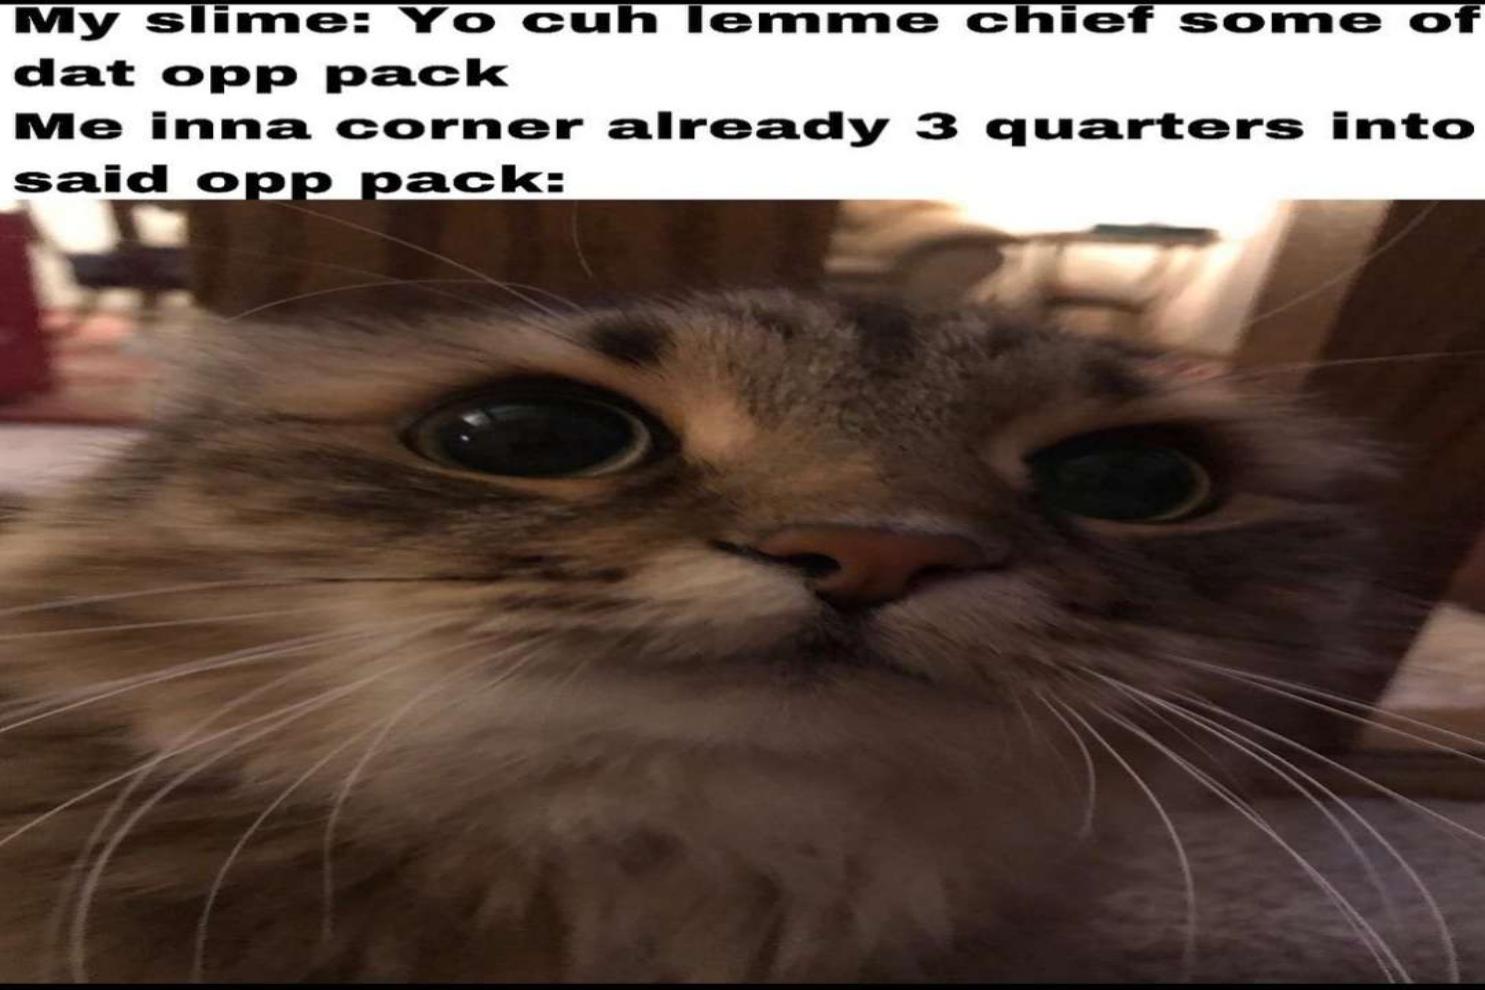 My slime: Yo cuh lemme chief some of
dat opp pack
Me inna corner already 3 quarters into
said opp pack: